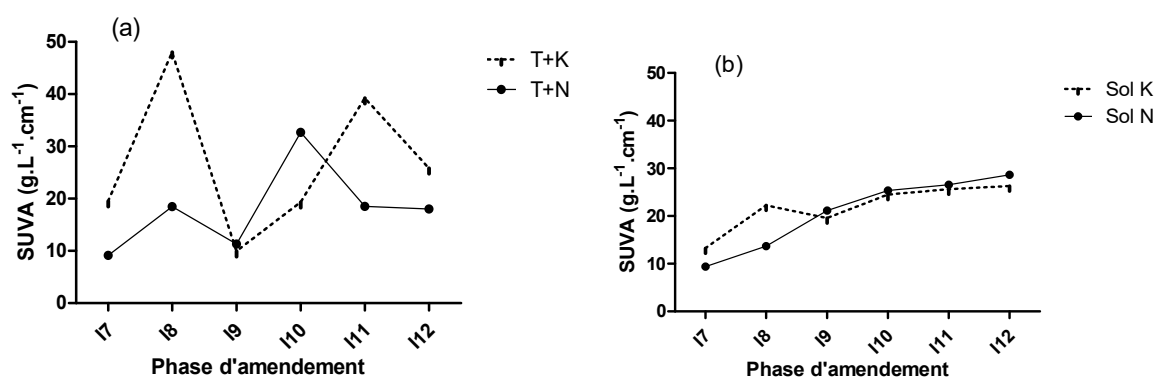 (a)
SUVA (g.L⁻¹.cm⁻¹)
50
40
30
20
10
0
I7
I8
I9
I10
I11
I12
Phase d'amendement
T+K
T+N
(b)
SUVA (g.L⁻¹.cm⁻¹)
50
40
30
20
10
0
I7
I8
I9
I10
I11
I12
Phase d'amendement
Sol K
Sol N